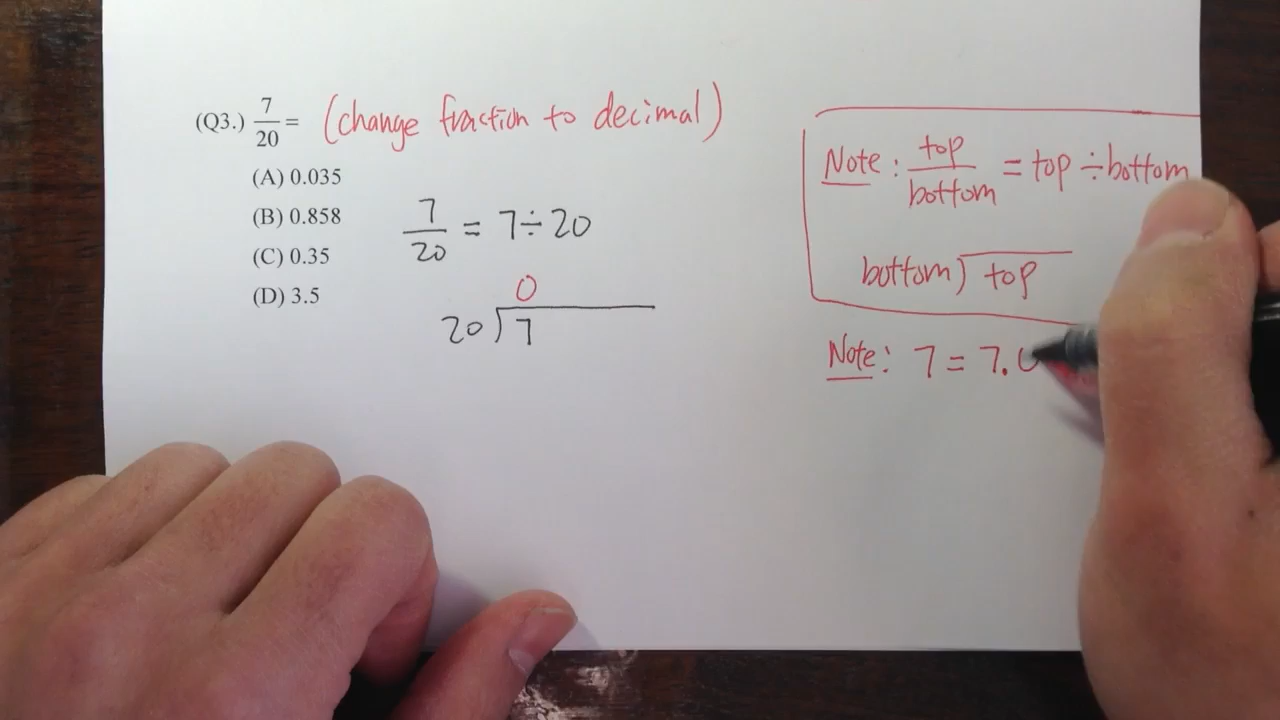 (Q3.) 7/20 = (change fraction to decimal)
(A) 0.035
(B) 0.858
(C) 0.35
(D) 3.5
7/20 = 7÷20
0
20)7
Note: top/bottom = top ÷ bottom
bottom)top
Note: 7 = 7.0